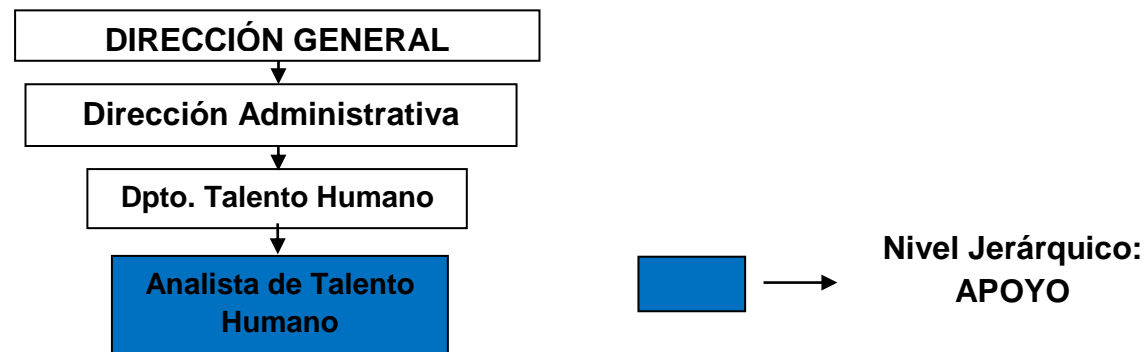 DIRECCIÓN GENERAL
Dirección Administrativa
Dpto. Talento Humano
Analista de Talento
Humano
Nivel Jerárquico:
APOYO